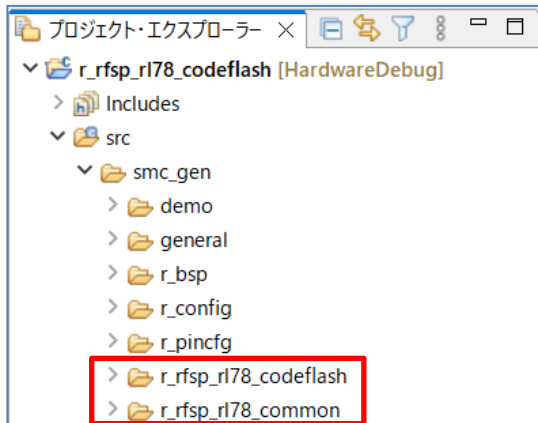 プロジェクト・エクスプローラー
r_rfsp_rl78_codeflash [HardwareDebug]
Includes
src
smc_gen
demo
general
r_bsp
r_config
r_pincfg
r_rfsp_rl78_codeflash
r_rfsp_rl78_common